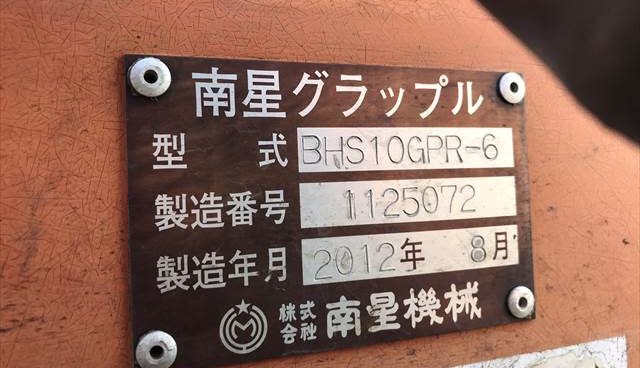 南星グラップル
型式 BHS10GPR-6
製造番号 1125072
製造年月 2012年 8月
株式会社 南星機械